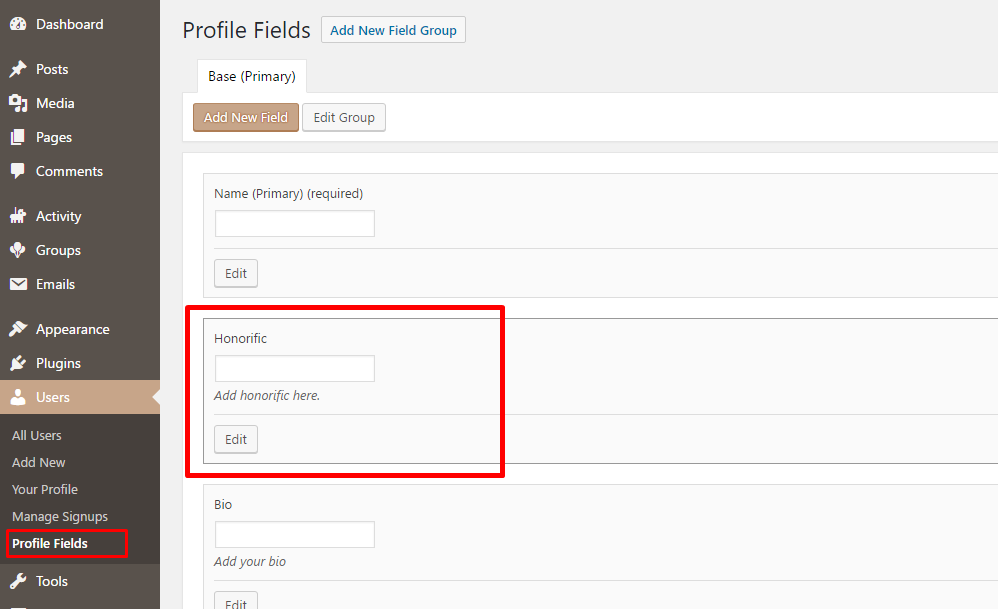 Dashboard
Posts
Media
Pages
Comments
Activity
Groups
Emails
Appearance
Plugins
Users
All Users
Add New
Your Profile
Manage Signups
Profile Fields
Tools
Profile Fields Add New Field Group
Base (Primary)
Add New Field Edit Group
Name (Primary) (required)
Edit
Honorific
Add honorific here.
Edit
Bio
Add your bio
Edit